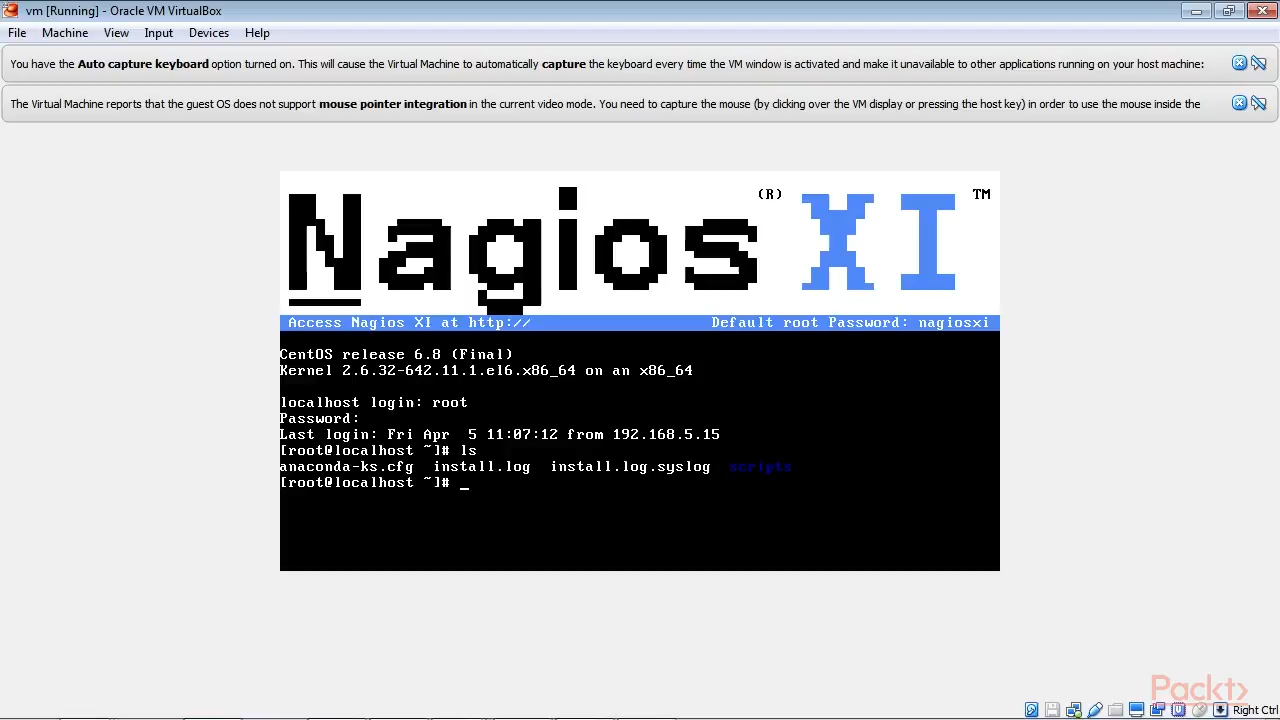 vm [Running] - Oracle VM VirtualBox
File Machine View Input Devices Help
You have the Auto capture keyboard option turned on. This will cause the Virtual Machine to automatically capture the keyboard every time the VM window is activated and make it unavailable to other applications running on your host machine:
The Virtual Machine reports that the guest OS does not support mouse pointer integration in the current video mode. You need to capture the mouse (by clicking over the VM display or pressing the host key) in order to use the mouse inside the
Nagios (R) XI TM
Access Nagios XI at http:// Default root Password: nagiosxi
CentOS release 6.8 (Final)
Kernel 2.6.32-642.11.1.el6.x86_64 on an x86_64
localhost login: root
Password:
Last login: Fri Apr  5 11:07:12 from 192.168.5.15
[root@localhost ~]# ls
anaconda-ks.cfg  install.log  install.log.syslog  scripts
[root@localhost ~]# _
Packt>
Right Ctrl